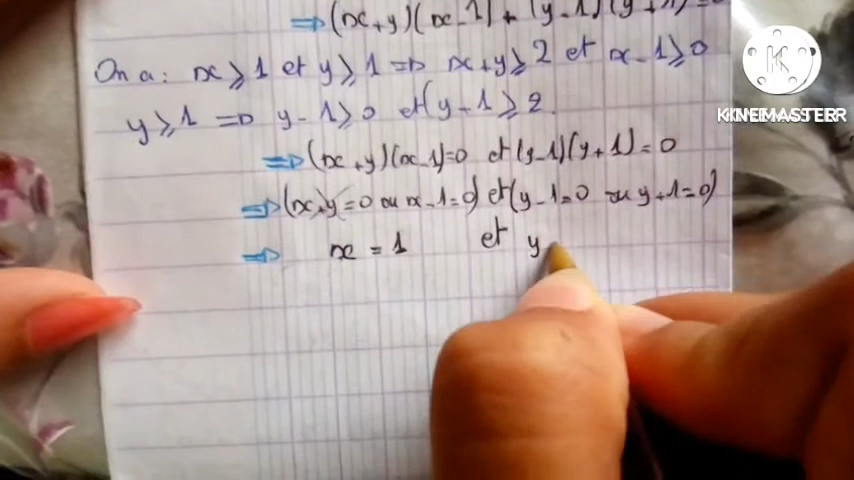 ⇒ (x+y)(x-1) + (y-1)(y+1) = 0
On a : x ⩾ 1 et y ⩾ 1 ⇒ x+y ⩾ 2 et x-1 ⩾ 0
y ⩾ 1 ⇒ y-1 ⩾ 0 et (y+1 ⩾ 2
⇒ (x+y)(x-1)=0 et (y-1)(y+1)=0
⇒ (x+y=0 ou x-1=0) et (y-1=0 ou y+1=0)
⇒ x = 1 et y
K
KINEMASTER